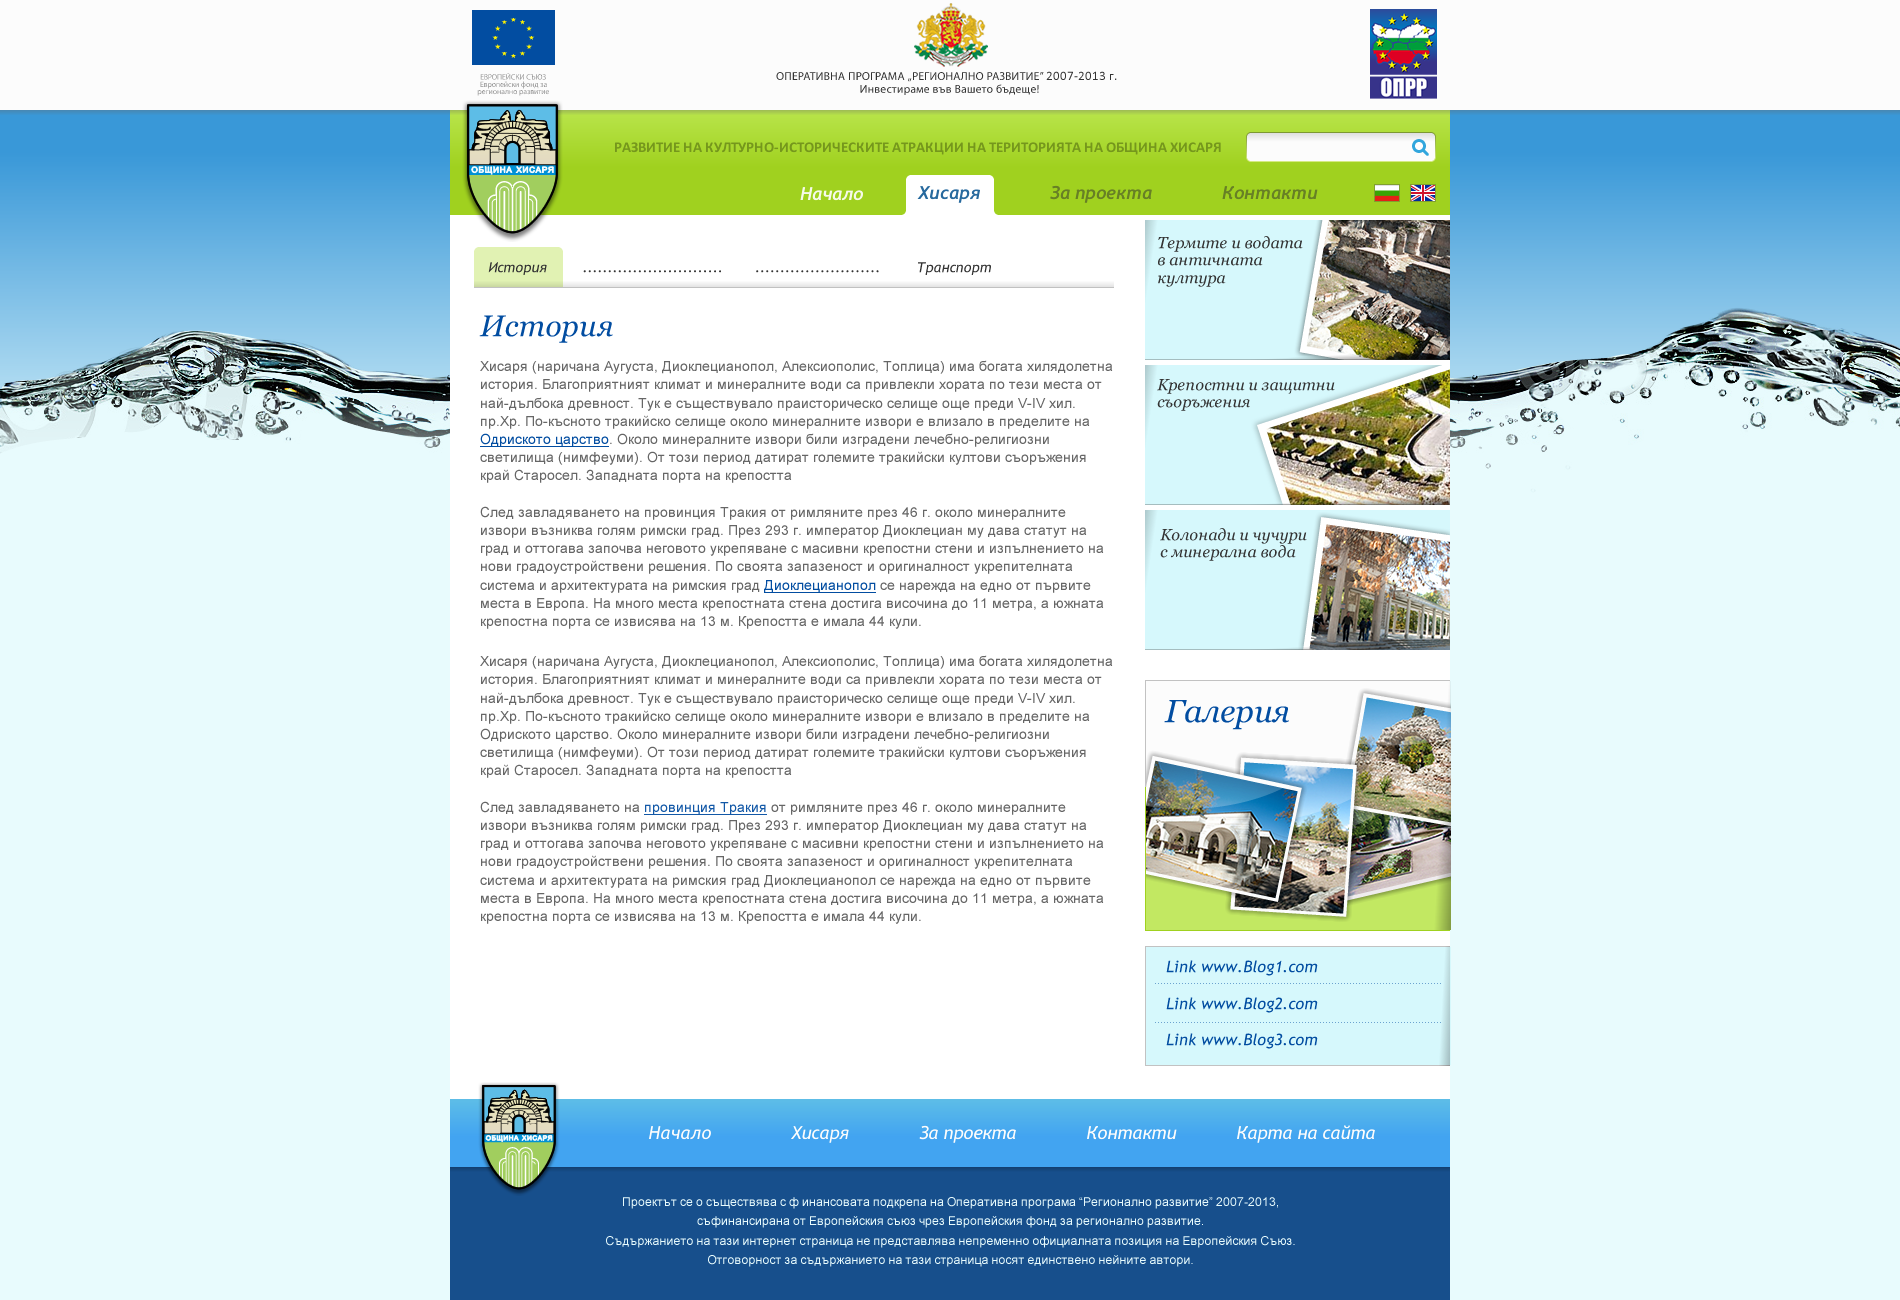 ЕВРОПЕЙСКИ СЪЮЗ
Европейски фонд за
регионално развитие
ОПЕРАТИВНА ПРОГРАМА „РЕГИОНАЛНО РАЗВИТИЕ” 2007-2013 г.
Инвестираме във Вашето бъдеще!
ОПРР
ОБЩИНА ХИСАРЯ
РАЗВИТИЕ НА КУЛТУРНО-ИСТОРИЧЕСКИТЕ АТРАКЦИИ НА ТЕРИТОРИЯТА НА ОБЩИНА ХИСАРЯ
Начало
Хисаря
За проекта
Контакти
История
............................
.........................
Транспорт
История
Хисаря (наричана Аугуста, Диоклецианопол, Алексиополис, Топлица) има богата хилядолетна
история. Благоприятният климат и минералните води са привлекли хората по тези места от
най-дълбока древност. Тук е съществувало праисторическо селище още преди V-IV хил.
пр.Хр. По-късното тракийско селище около минералните извори е влизало в пределите на
Одриското царство. Около минералните извори били изградени лечебно-религиозни
светилища (нимфеуми). От този период датират големите тракийски култови съоръжения
край Старосел. Западната порта на крепостта
След завладяването на провинция Тракия от римляните през 46 г. около минералните
извори възниква голям римски град. През 293 г. император Диоклециан му дава статут на
град и оттогава започва неговото укрепяване с масивни крепостни стени и изпълнението на
нови градоустройствени решения. По своята запазеност и оригиналност укрепителната
система и архитектурата на римския град Диоклецианопол се нарежда на едно от първите
места в Европа. На много места крепостната стена достига височина до 11 метра, а южната
крепостна порта се извисява на 13 м. Крепостта е имала 44 кули.
Хисаря (наричана Аугуста, Диоклецианопол, Алексиополис, Топлица) има богата хилядолетна
история. Благоприятният климат и минералните води са привлекли хората по тези места от
най-дълбока древност. Тук е съществувало праисторическо селище още преди V-IV хил.
пр.Хр. По-късното тракийско селище около минералните извори е влизало в пределите на
Одриското царство. Около минералните извори били изградени лечебно-религиозни
светилища (нимфеуми). От този период датират големите тракийски култови съоръжения
край Старосел. Западната порта на крепостта
След завладяването на провинция Тракия от римляните през 46 г. около минералните
извори възниква голям римски град. През 293 г. император Диоклециан му дава статут на
град и оттогава започва неговото укрепяване с масивни крепостни стени и изпълнението на
нови градоустройствени решения. По своята запазеност и оригиналност укрепителната
система и архитектурата на римския град Диоклецианопол се нарежда на едно от първите
места в Европа. На много места крепостната стена достига височина до 11 метра, а южната
крепостна порта се извисява на 13 м. Крепостта е имала 44 кули.
Термите и водата
в античната
култура
Крепостни и защитни
съоръжения
Колонади и чучури
с минерална вода
Галерия
Link www.Blog1.com
Link www.Blog2.com
Link www.Blog3.com
ОБЩИНА ХИСАРЯ
Начало
Хисаря
За проекта
Контакти
Карта на сайта
Проектът се о съществява с ф инансовата подкрепа на Оперативна програма “Регионално развитие” 2007-2013,
съфинансирана от Европейския съюз чрез Европейския фонд за регионално развитие.
Съдържанието на тази интернет страница не представлява непременно официалната позиция на Европейския Съюз.
Отговорност за съдържанието на тази страница носят единствено нейните автори.